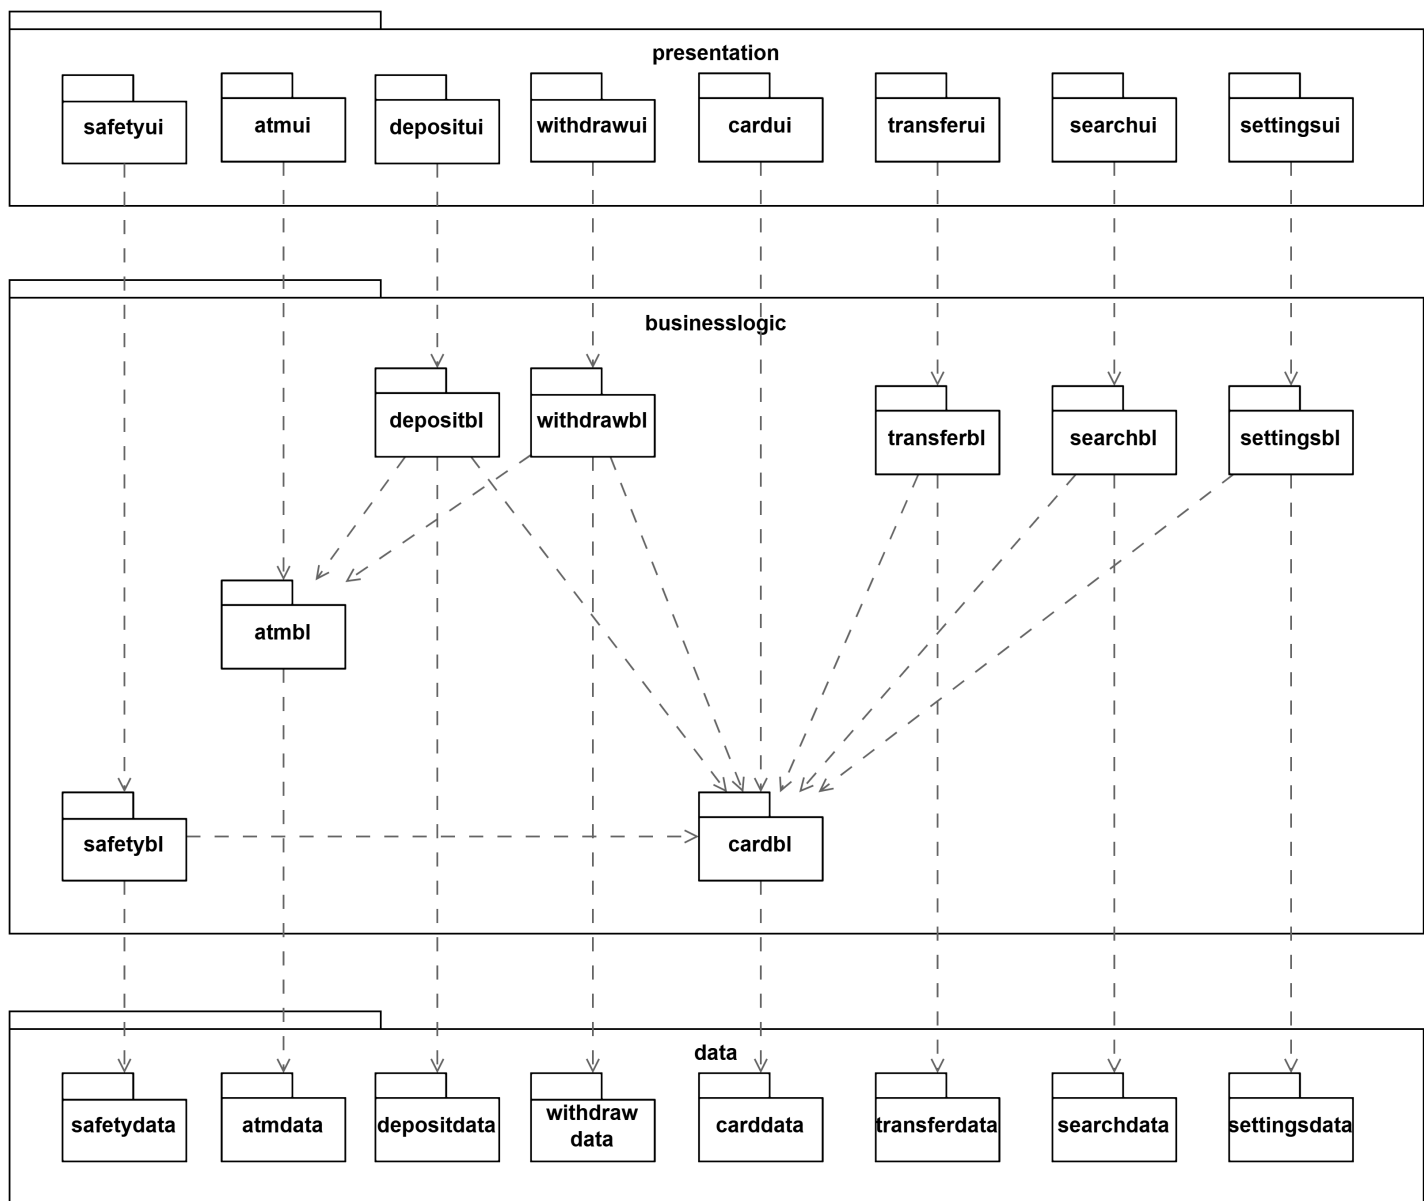 presentation
safetyui
atmui
depositui
withdrawui
cardui
transferui
searchui
settingsui
businesslogic
depositbl
withdrawbl
transferbl
searchbl
settingsbl
atmbl
safetybl
cardbl
data
safetydata
atmdata
depositdata
withdraw
data
carddata
transferdata
searchdata
settingsdata